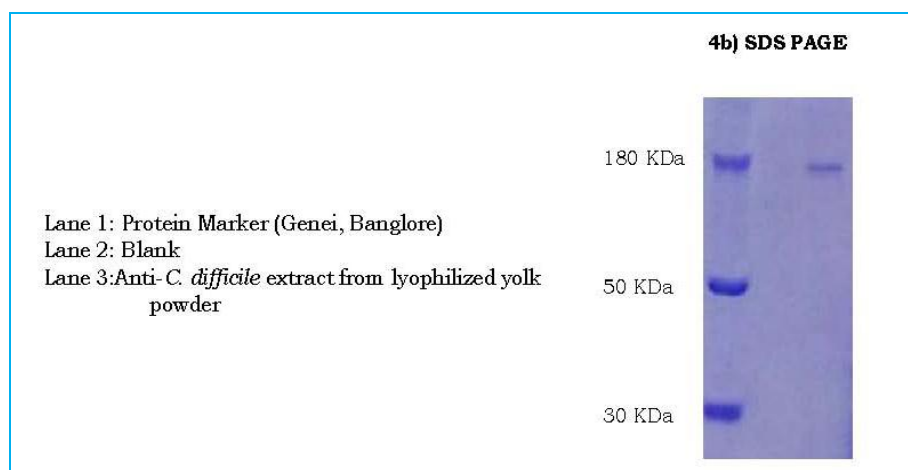 4b) SDS PAGE
180 KDa
Lane 1: Protein Marker (Genei, Banglore)
Lane 2: Blank
Lane 3:Anti-C. difficile extract from lyophilized yolk
powder
50 KDa
30 KDa